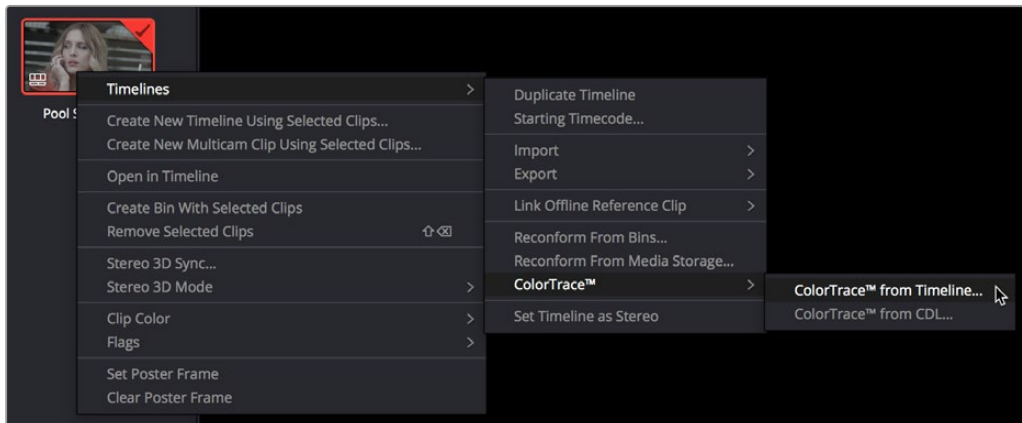 Pool S
Timelines
Create New Timeline Using Selected Clips...
Create New Multicam Clip Using Selected Clips...
Open in Timeline
Create Bin With Selected Clips
Remove Selected Clips
Stereo 3D Sync...
Stereo 3D Mode
Clip Color
Flags
Set Poster Frame
Clear Poster Frame
Duplicate Timeline
Starting Timecode...
Import
Export
Link Offline Reference Clip
Reconform From Bins...
Reconform From Media Storage...
ColorTrace™
Set Timeline as Stereo
ColorTrace™ from Timeline...
ColorTrace™ from CDL...